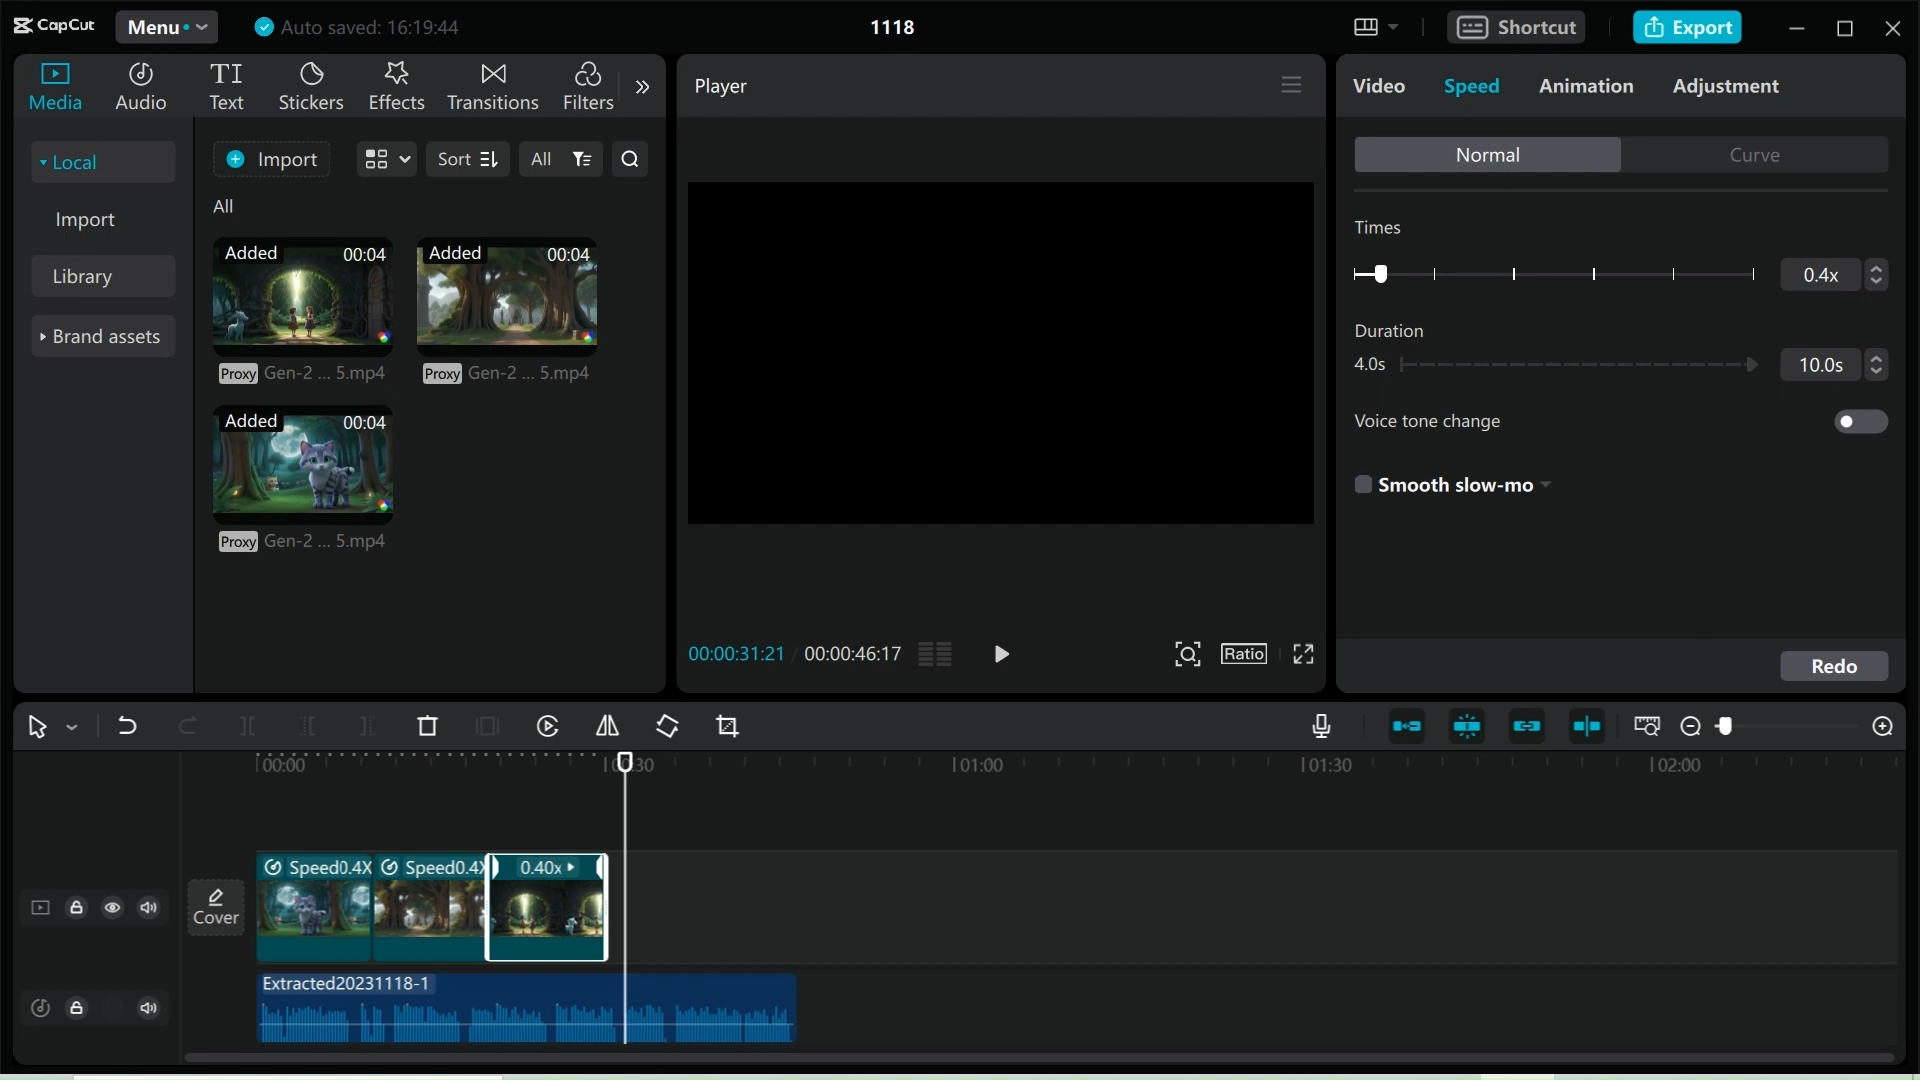 CapCut
Menu
Auto saved: 16:19:44
1118
Shortcut
Export
Media
Audio
TI Text
Stickers
Effects
Transitions
Filters
Local
Import
Library
Brand assets
Import
Sort
All
All
Added 00:04
Added 00:04
Proxy Gen-2 ... 5.mp4
Proxy Gen-2 ... 5.mp4
Added 00:04
Proxy Gen-2 ... 5.mp4
Player
00:00:31:21 / 00:00:46:17
Ratio
Video Speed Animation Adjustment
Normal Curve
Times
0.4x
Duration
4.0s 10.0s
Voice tone change
Smooth slow-mo
Redo
00:00 00:30 01:00 01:30 02:00
Cover
Speed0.4X Speed0.4X 0.40x
Extracted20231118-1